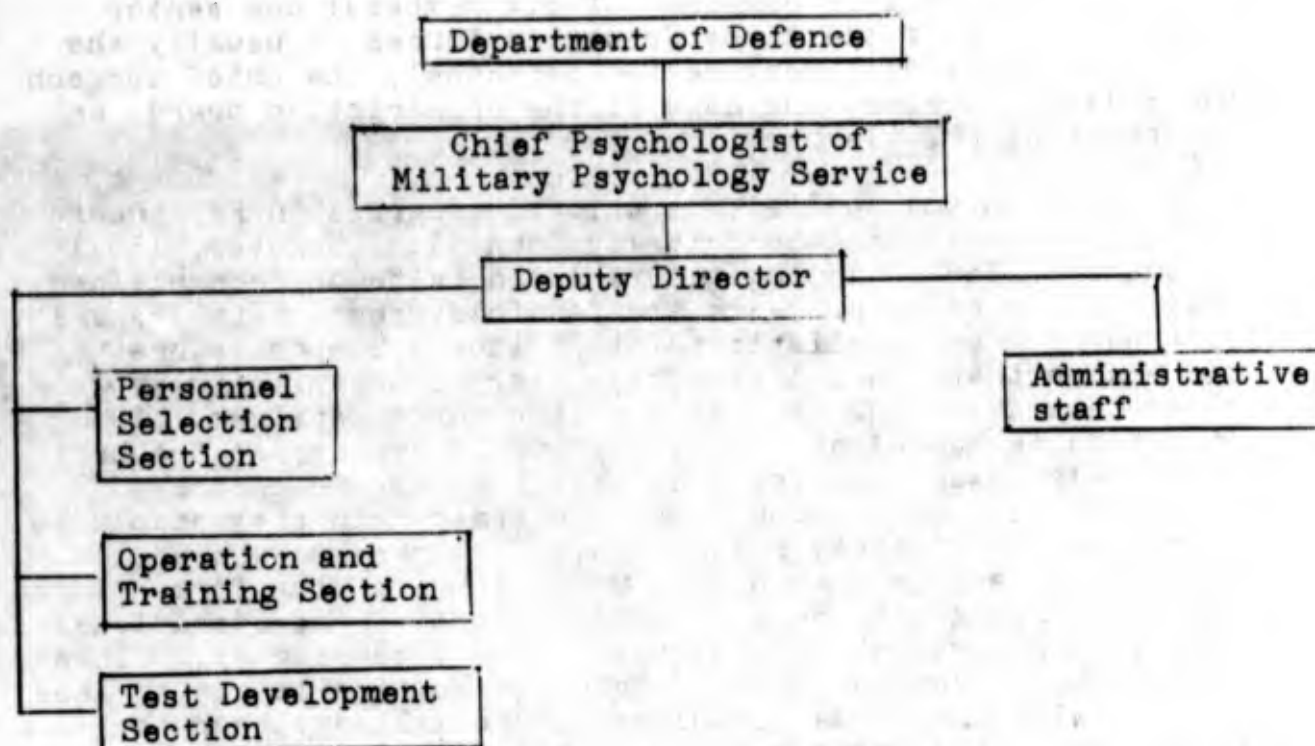 Department of Defence
Chief Psychologist of
Military Psychology Service
Deputy Director
Personnel
Selection
Section
Administrative
staff
Operation and
Training Section
Test Development
Section